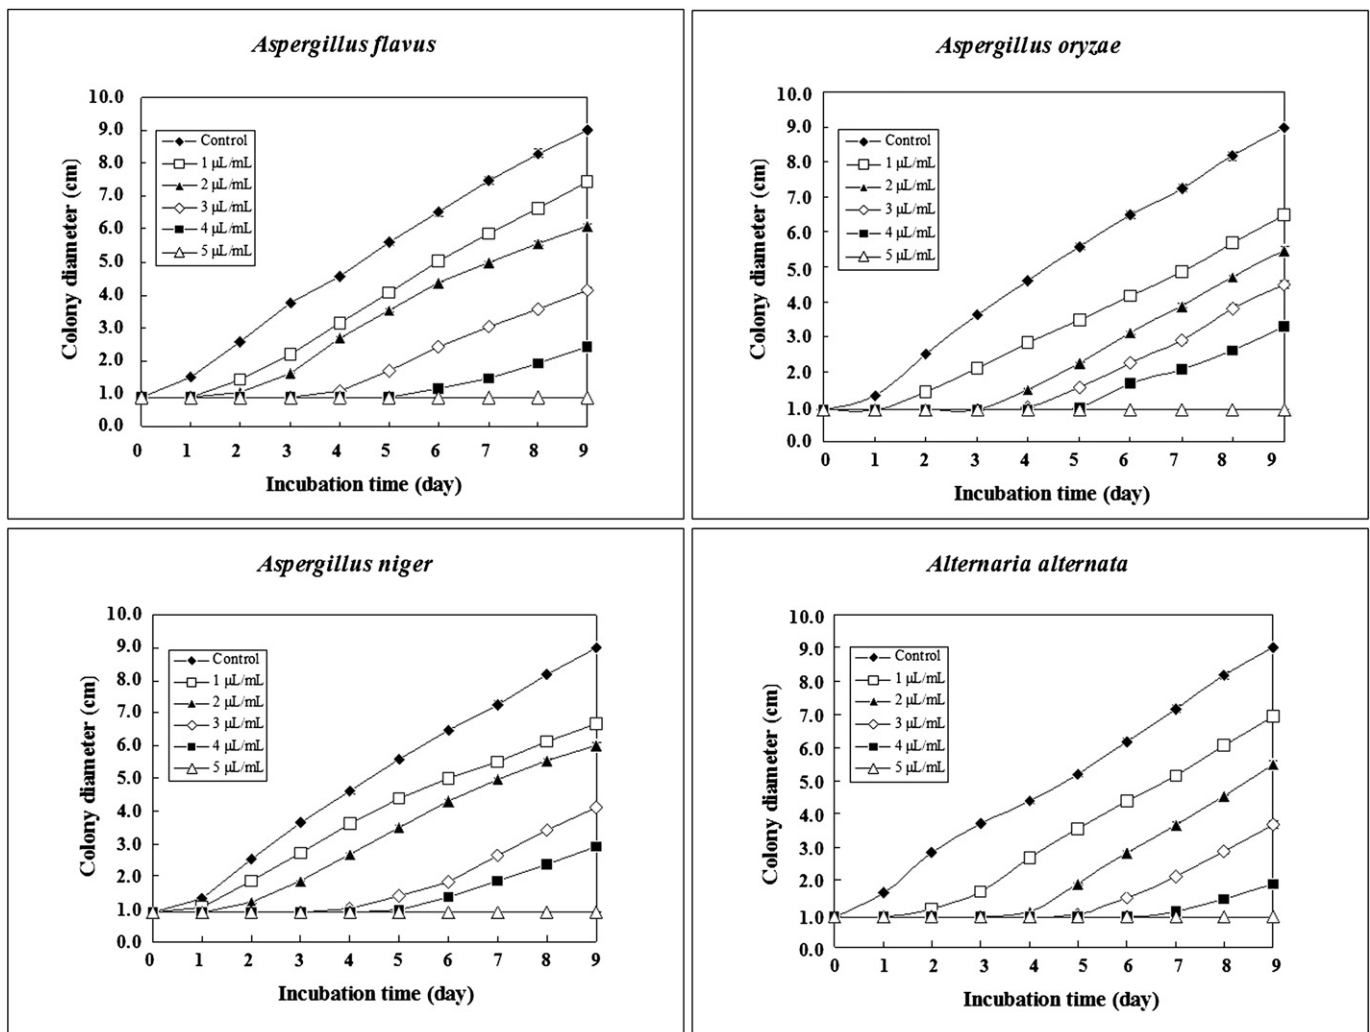 Aspergillus flavus
Colony diameter (cm)
10.0
9.0
8.0
7.0
6.0
5.0
4.0
3.0
2.0
1.0
0.0
Control
1 µL/mL
2 µL/mL
3 µL/mL
4 µL/mL
5 µL/mL
0 1 2 3 4 5 6 7 8 9
Incubation time (day)
Aspergillus oryzae
Colony diameter (cm)
10.0
9.0
8.0
7.0
6.0
5.0
4.0
3.0
2.0
1.0
0.0
Control
1 µL/mL
2 µL/mL
3 µL/mL
4 µL/mL
5 µL/mL
0 1 2 3 4 5 6 7 8 9
Incubation time (day)
Aspergillus niger
Colony diameter (cm)
10.0
9.0
8.0
7.0
6.0
5.0
4.0
3.0
2.0
1.0
0.0
Control
1 µL/mL
2 µL/mL
3 µL/mL
4 µL/mL
5 µL/mL
0 1 2 3 4 5 6 7 8 9
Incubation time (day)
Alternaria alternata
Colony diameter (cm)
10.0
9.0
8.0
7.0
6.0
5.0
4.0
3.0
2.0
1.0
0.0
Control
1 µL/mL
2 µL/mL
3 µL/mL
4 µL/mL
5 µL/mL
0 1 2 3 4 5 6 7 8 9
Incubation time (day)